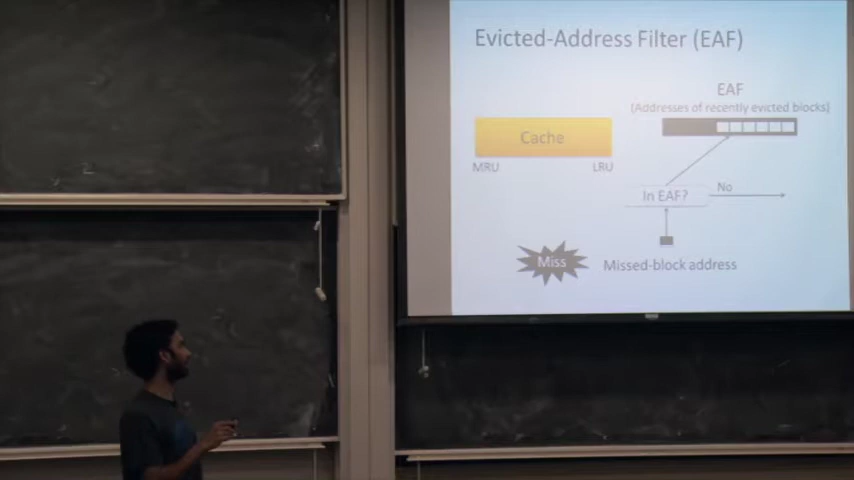 Evicted-Address Filter (EAF)
EAF
(Addresses of recently evicted blocks)
Cache
MRU
LRU
In EAF?
No
Miss
Missed-block address